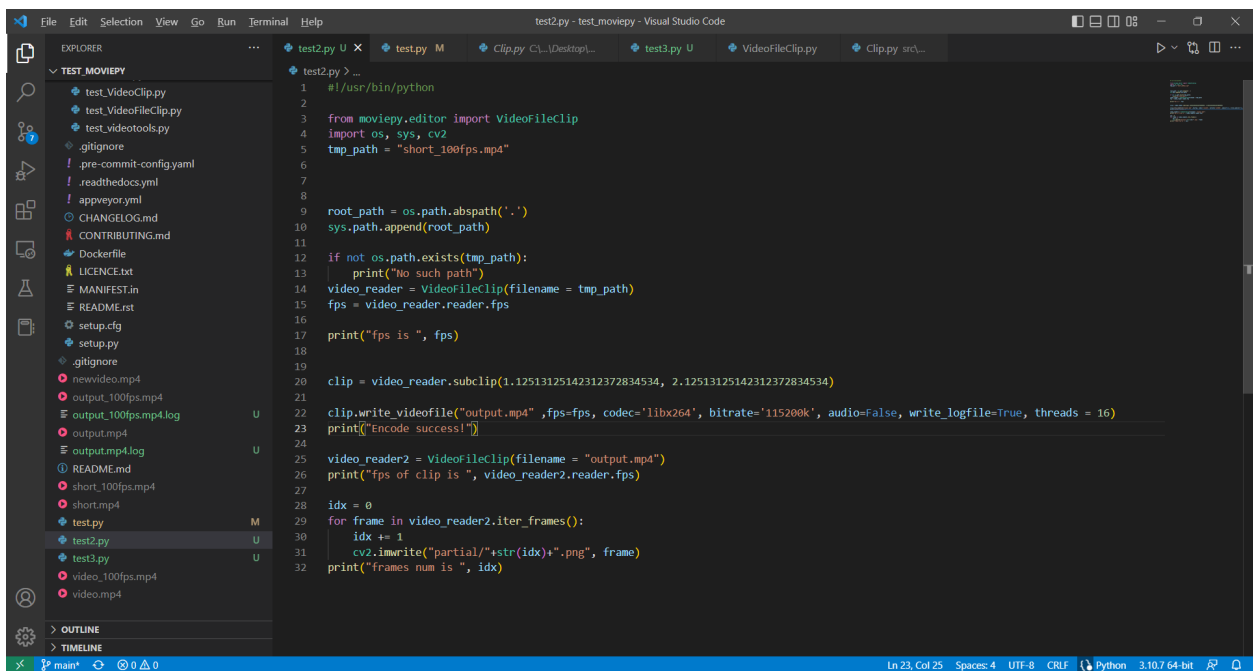 File Edit Selection View Go Run Terminal Help
test2.py - test_moviepy - Visual Studio Code
EXPLORER
test2.py U
test.py M
Clip.py C:\...\Desktop\...
test3.py U
VideoFileClip.py
Clip.py src\...
TEST_MOVIEPY
test_VideoClip.py
test_VideoFileClip.py
test_videotools.py
.gitignore
.pre-commit-config.yaml
.readthedocs.yml
appveyor.yml
CHANGELOG.md
CONTRIBUTING.md
Dockerfile
LICENCE.txt
MANIFEST.in
README.rst
setup.cfg
setup.py
.gitignore
newvideo.mp4
output_100fps.mp4
output_100fps.mp4.log U
output.mp4
output.mp4.log U
README.md
short_100fps.mp4
short.mp4
test.py M
test2.py U
test3.py U
video_100fps.mp4
video.mp4
OUTLINE
TIMELINE
7
test2.py > ...
1 #!/usr/bin/python
2
3 from moviepy.editor import VideoFileClip
4 import os, sys, cv2
5 tmp_path = "short_100fps.mp4"
6
7
8
9 root_path = os.path.abspath('.')
10 sys.path.append(root_path)
11
12 if not os.path.exists(tmp_path):
13     print("No such path")
14 video_reader = VideoFileClip(filename = tmp_path)
15 fps = video_reader.reader.fps
16
17 print("fps is ", fps)
18
19
20 clip = video_reader.subclip(1.12513125142312372834534, 2.12513125142312372834534)
21
22 clip.write_videofile("output.mp4" ,fps=fps, codec='libx264', bitrate='115200k', audio=False, write_logfile=True, threads = 16)
23 print("Encode success!")
24
25 video_reader2 = VideoFileClip(filename = "output.mp4")
26 print("fps of clip is ", video_reader2.reader.fps)
27
28 idx = 0
29 for frame in video_reader2.iter_frames():
30     idx += 1
31     cv2.imwrite("partial/"+str(idx)+".png", frame)
32 print("frames num is ", idx)
main* 0 0
Ln 23, Col 25 Spaces: 4 UTF-8 CRLF Python 3.10.7 64-bit